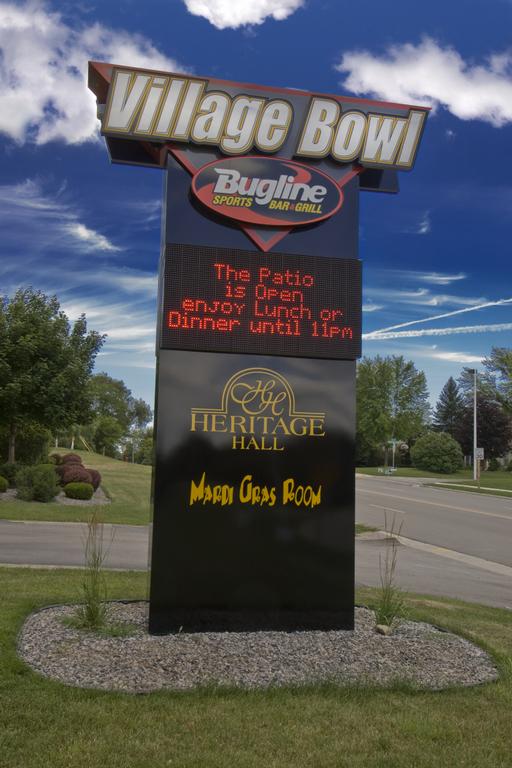 Village Bowl
Bugline
SPORTS BAR & GRILL
The Patio
is Open
enjoy Lunch or
Dinner until 11pm
HH
HERITAGE
HALL
MARDI GRAS ROOM